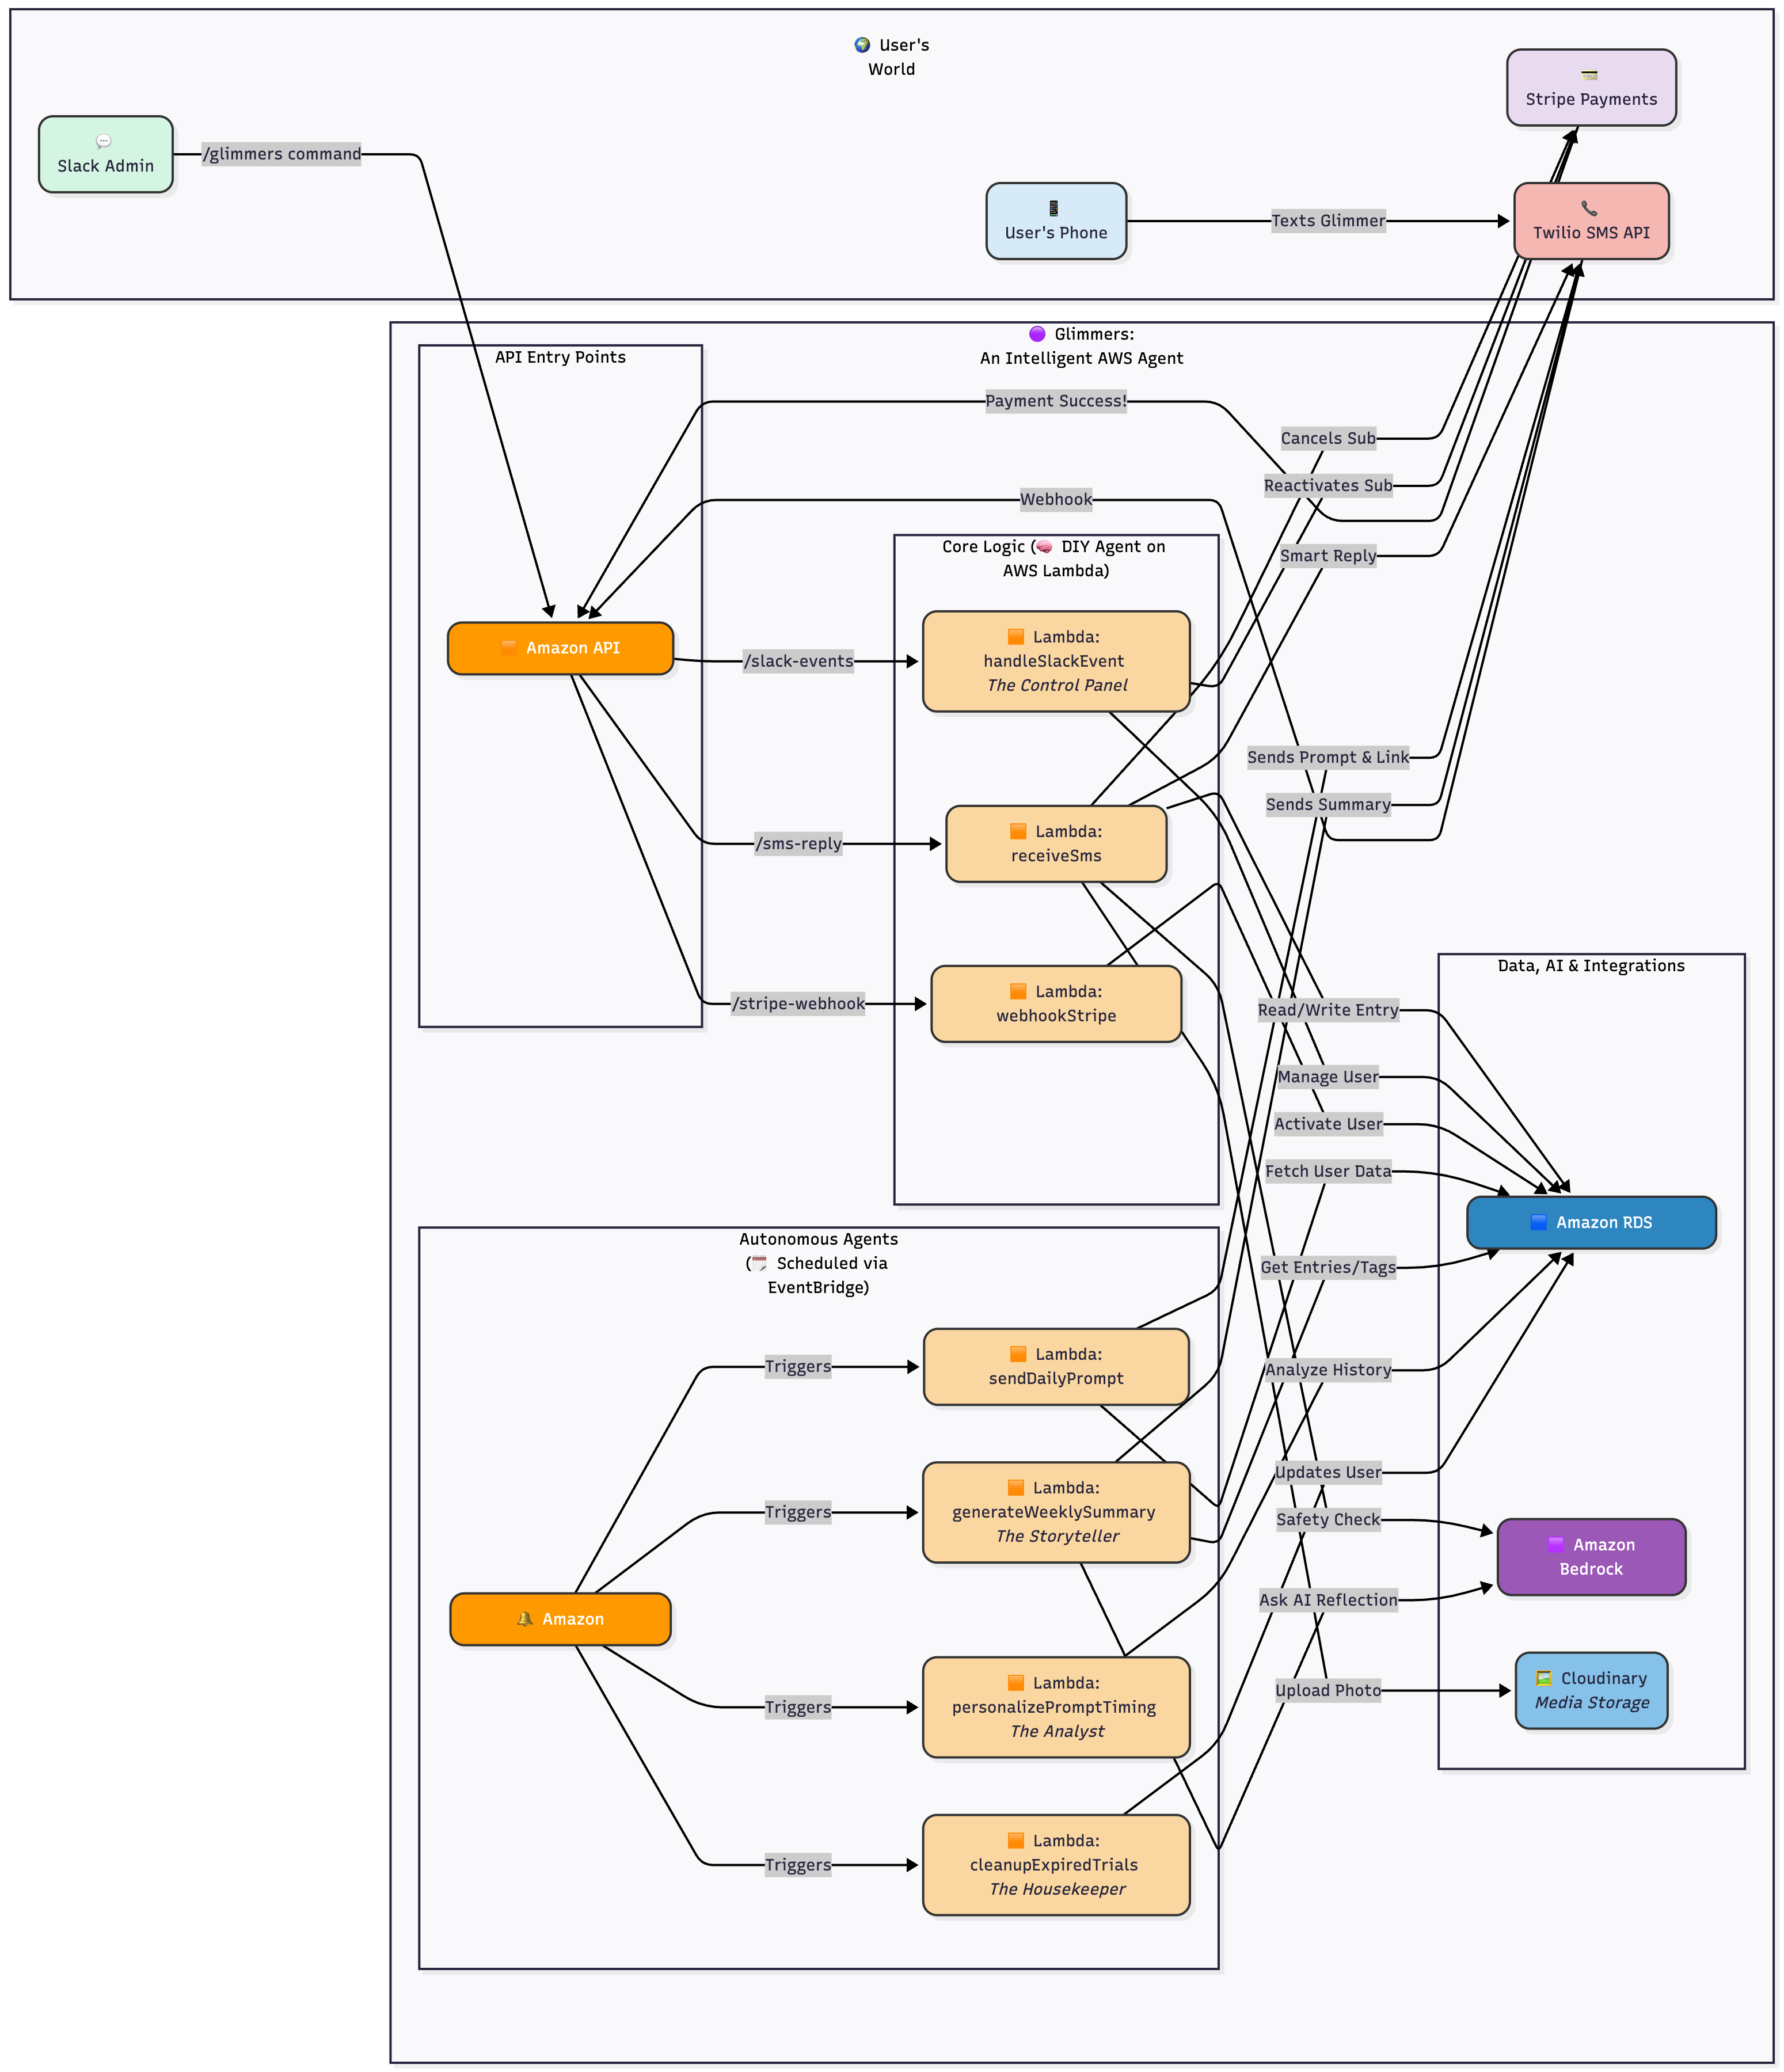 🌍 User's
World
💳
Stripe Payments
💬
Slack Admin
/glimmers command
📱
User's Phone
Texts Glimmer
📞
Twilio SMS API
🟣 Glimmers:
An Intelligent AWS Agent
API Entry Points
Payment Success!
Cancels Sub
Reactivates Sub
Webhook
Core Logic (🧠 DIY Agent on
AWS Lambda)
Smart Reply
🟧 Amazon API
/slack-events
🟧 Lambda:
handleSlackEvent
The Control Panel
Sends Prompt & Link
Sends Summary
/sms-reply
🟧 Lambda:
receiveSms
Data, AI & Integrations
/stripe-webhook
🟧 Lambda:
webhookStripe
Read/Write Entry
Manage User
Activate User
Fetch User Data
🟦 Amazon RDS
Get Entries/Tags
Autonomous Agents
(🗓️ Scheduled via
EventBridge)
Triggers
🟧 Lambda:
sendDailyPrompt
Analyze History
Updates User
Triggers
🟧 Lambda:
generateWeeklySummary
The Storyteller
Safety Check
🟪 Amazon
Bedrock
Ask AI Reflection
🔔 Amazon
Triggers
🟧 Lambda:
personalizePromptTiming
The Analyst
Upload Photo
🖼️ Cloudinary
Media Storage
Triggers
🟧 Lambda:
cleanupExpiredTrials
The Housekeeper